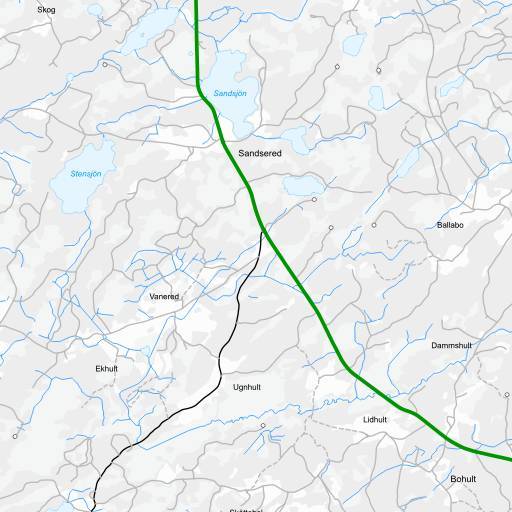 Skog
Sandsjön
Sandsered
Stensjön
Ballabo
Vanered
Dammshult
Ekhult
Ugnhult
Lidhult
Bohult